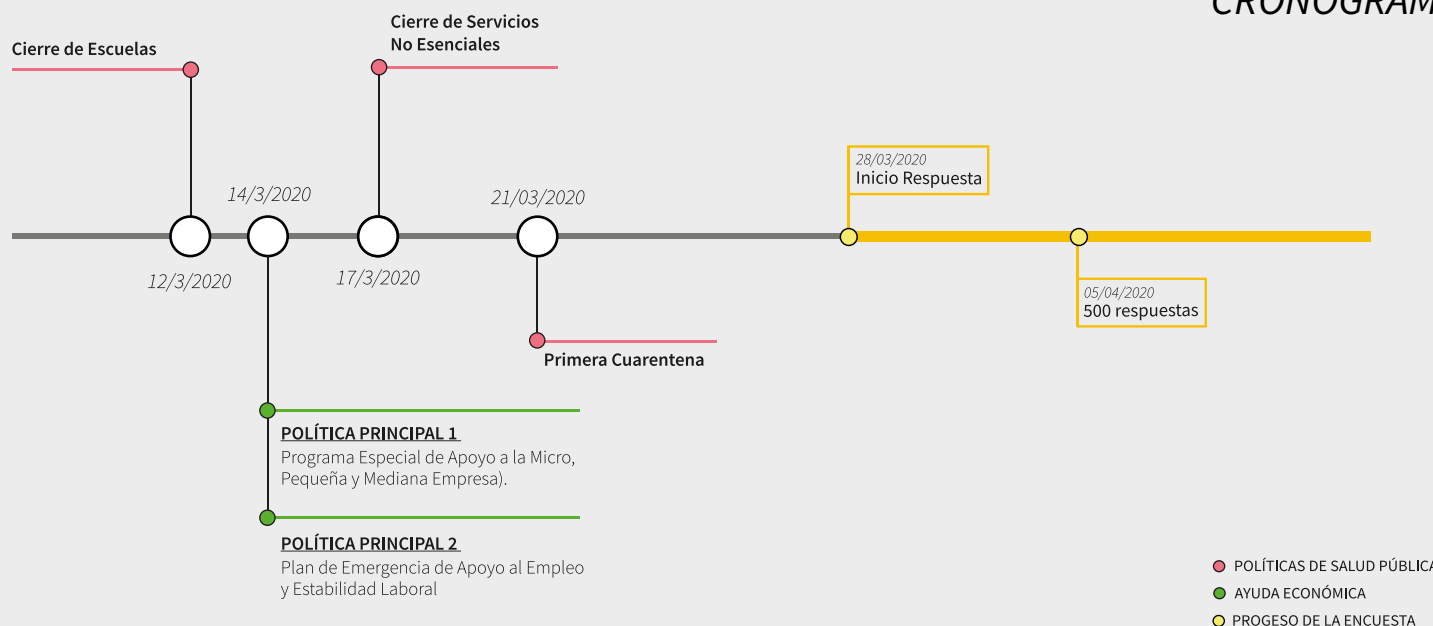 CRONOGRAM
Cierre de Servicios
No Esenciales
Cierre de Escuelas
28/03/2020
Inicio Respuesta
14/3/2020
21/03/2020
12/3/2020
17/3/2020
05/04/2020
500 respuestas
Primera Cuarentena
POLÍTICA PRINCIPAL 1
Programa Especial de Apoyo a la Micro,
Pequeña y Mediana Empresa).
POLÍTICA PRINCIPAL 2
Plan de Emergencia de Apoyo al Empleo
y Estabilidad Laboral
POLÍTICAS DE SALUD PÚBLICA
AYUDA ECONÓMICA
PROGESO DE LA ENCUESTA